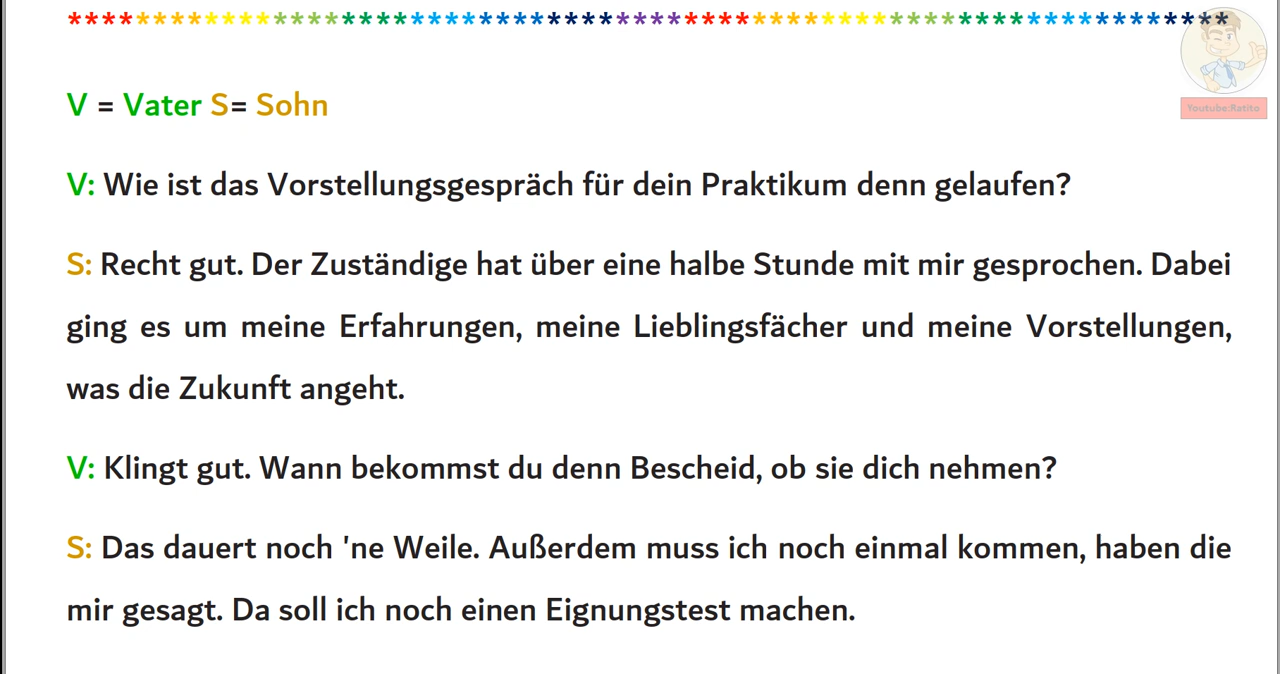 ********************************************************************
V = Vater S= Sohn
Youtube:Ratito
V: Wie ist das Vorstellungsgespräch für dein Praktikum denn gelaufen?
S: Recht gut. Der Zuständige hat über eine halbe Stunde mit mir gesprochen. Dabei
ging es um meine Erfahrungen, meine Lieblingsfächer und meine Vorstellungen,
was die Zukunft angeht.
V: Klingt gut. Wann bekommst du denn Bescheid, ob sie dich nehmen?
S: Das dauert noch 'ne Weile. Außerdem muss ich noch einmal kommen, haben die
mir gesagt. Da soll ich noch einen Eignungstest machen.